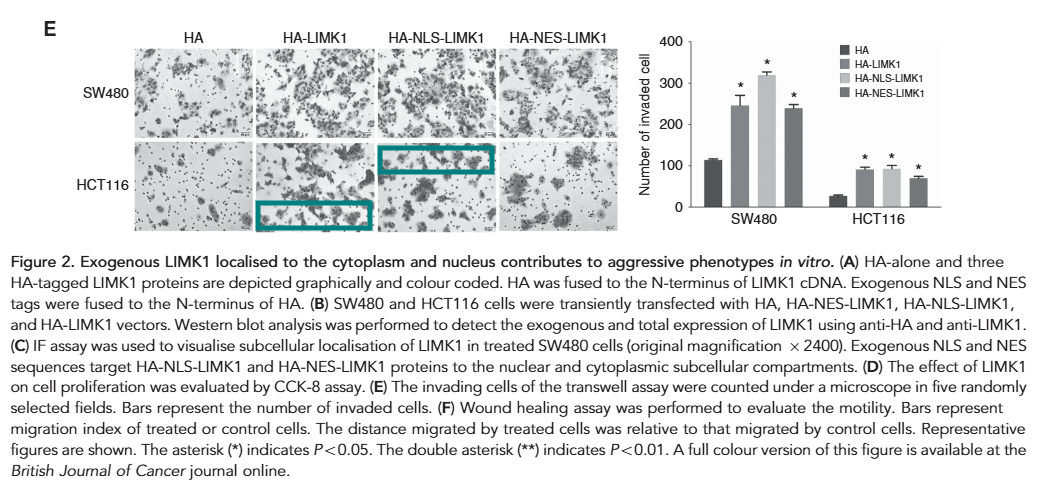 E
HA HA-LIMK1 HA-NLS-LIMK1 HA-NES-LIMK1
SW480
HCT116
Number of invaded cell
400
300
200
100
0
HA
HA-LIMK1
HA-NLS-LIMK1
HA-NES-LIMK1
* * *
* * *
SW480 HCT116
Figure 2. Exogenous LIMK1 localised to the cytoplasm and nucleus contributes to aggressive phenotypes in vitro. (A) HA-alone and three
HA-tagged LIMK1 proteins are depicted graphically and colour coded. HA was fused to the N-terminus of LIMK1 cDNA. Exogenous NLS and NES
tags were fused to the N-terminus of HA. (B) SW480 and HCT116 cells were transiently transfected with HA, HA-NES-LIMK1, HA-NLS-LIMK1,
and HA-LIMK1 vectors. Western blot analysis was performed to detect the exogenous and total expression of LIMK1 using anti-HA and anti-LIMK1.
(C) IF assay was used to visualise subcellular localisation of LIMK1 in treated SW480 cells (original magnification × 2400). Exogenous NLS and NES
sequences target HA-NLS-LIMK1 and HA-NES-LIMK1 proteins to the nuclear and cytoplasmic subcellular compartments. (D) The effect of LIMK1
on cell proliferation was evaluated by CCK-8 assay. (E) The invading cells of the transwell assay were counted under a microscope in five randomly
selected fields. Bars represent the number of invaded cells. (F) Wound healing assay was performed to evaluate the motility. Bars represent
migration index of treated or control cells. The distance migrated by treated cells was relative to that migrated by control cells. Representative
figures are shown. The asterisk (*) indicates P<0.05. The double asterisk (**) indicates P<0.01. A full colour version of this figure is available at the
British Journal of Cancer journal online.